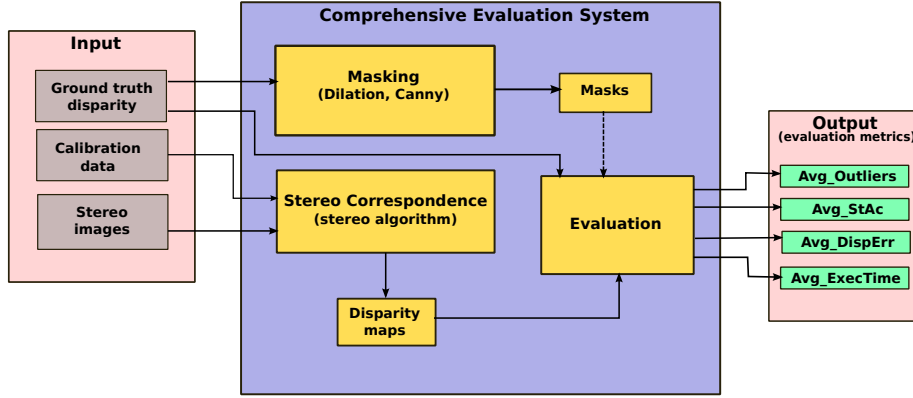 Comprehensive Evaluation System
Input
Ground truth
disparity
Calibration
data
Stereo
images
Masking
(Dilation, Canny)
Masks
Stereo Correspondence
(stereo algorithm)
Disparity
maps
Evaluation
Output
(evaluation metrics)
Avg_Outliers
Avg_StAc
Avg_DispErr
Avg_ExecTime